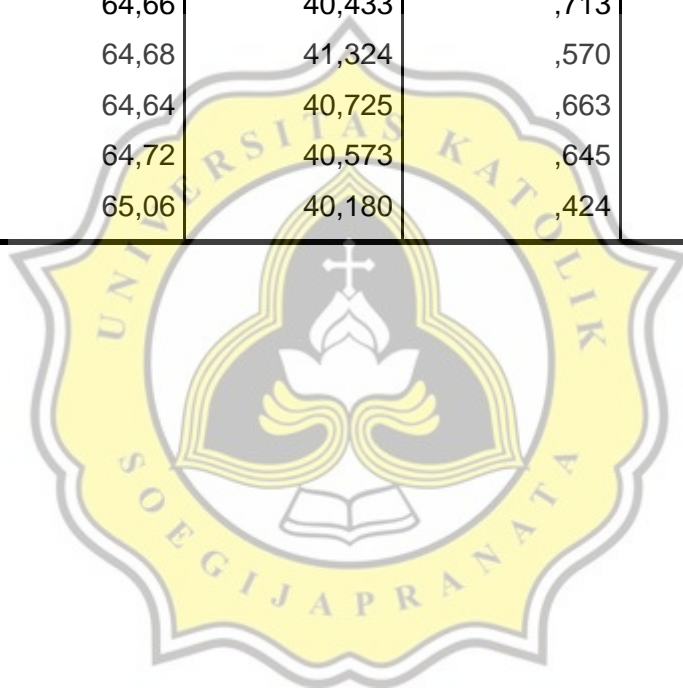 64,66 40,433 ,713
64,68 41,324 ,570
64,64 40,725 ,663
64,72 40,573 ,645
65,06 40,180 ,424
UNIVERSITAS KATOLIK
SOEGIJAPRANATA